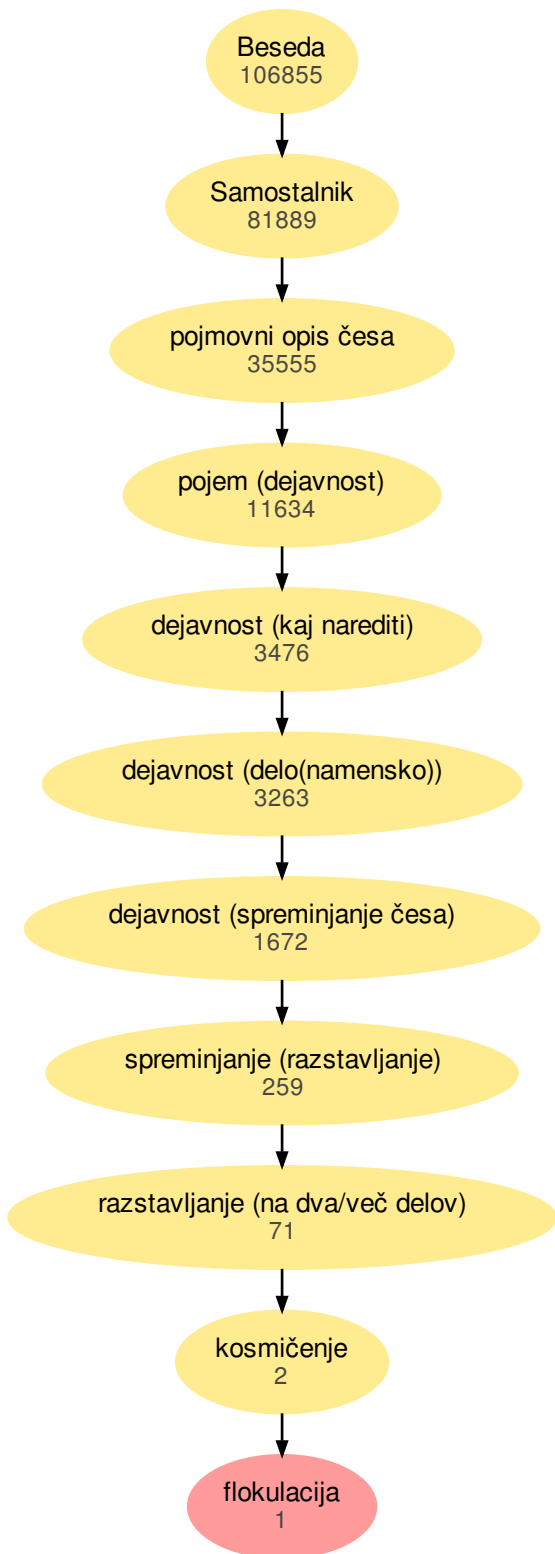 Beseda
106855
Samostalnik
81889
pojmovni opis česa
35555
pojem (dejavnost)
11634
dejavnost (kaj narediti)
3476
dejavnost (delo(namensko))
3263
dejavnost (spreminjanje česa)
1672
spreminjanje (razstavljanje)
259
razstavljanje (na dva/več delov)
71
kosmičenje
2
flokulacija
1